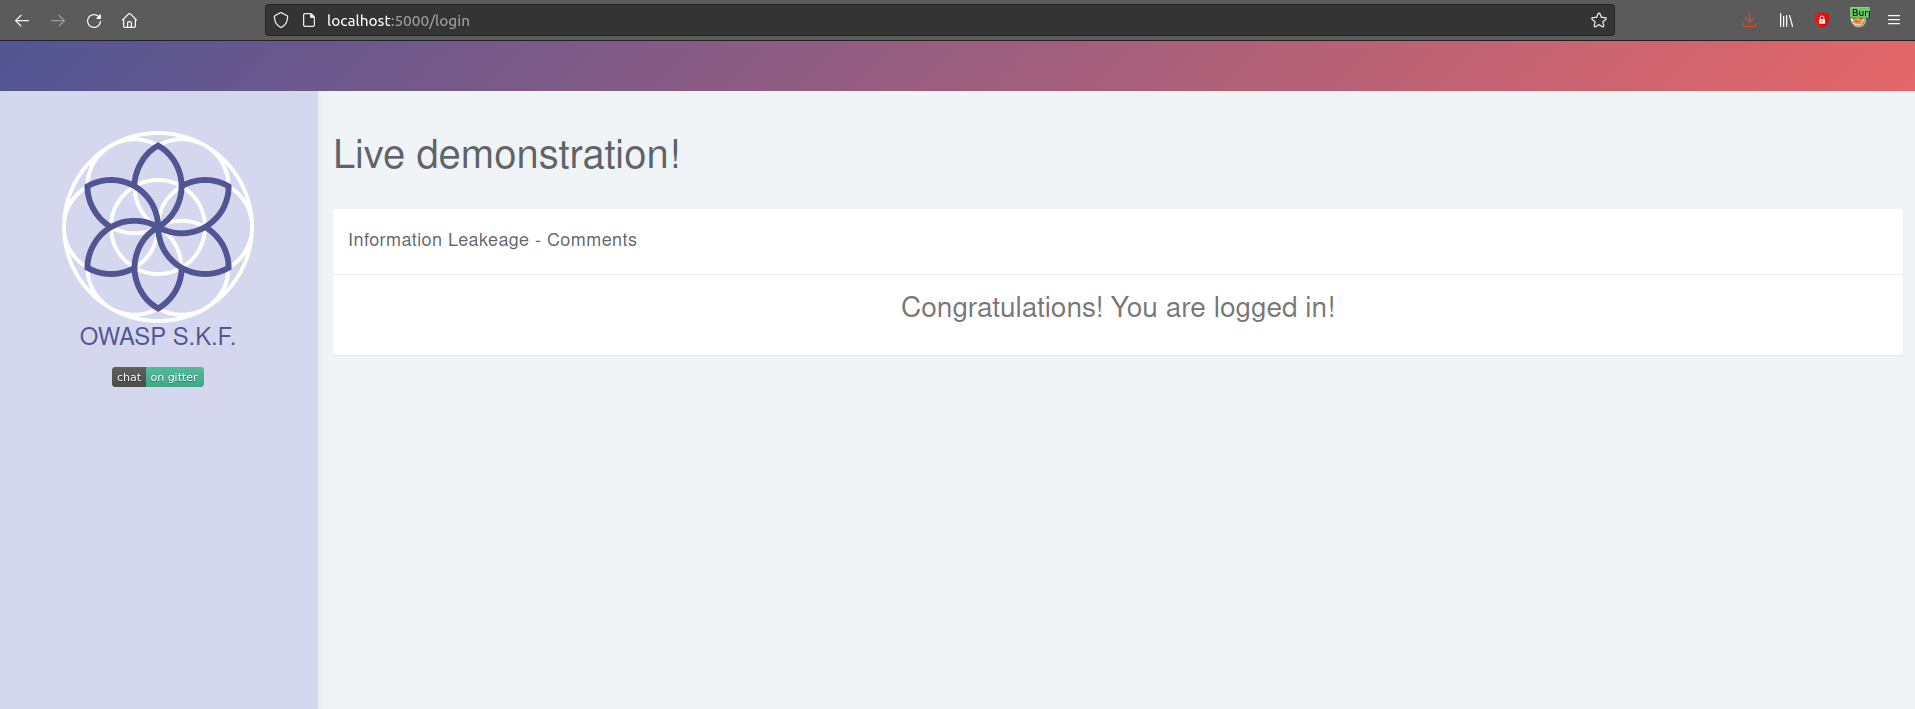 localhost:5000/login
Bur
Live demonstration!
Information Leakeage - Comments
Congratulations! You are logged in!
OWASP S.K.F.
chat on gitter